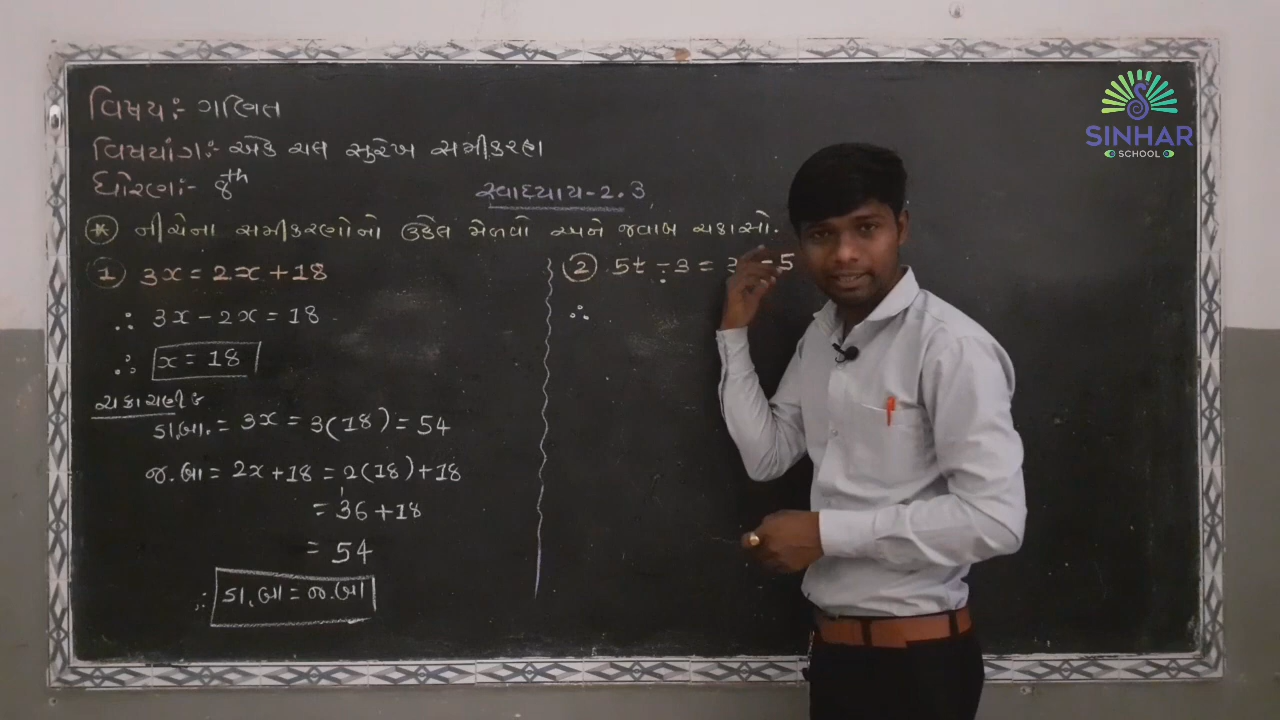 વિષય:- ગણિત
વિષયાંગ:- એક ચલ સુરેખ સમીકરણ
ધોરણ:- 8th
સ્વાધ્યાય-2.3
* નીચેના સમીકરણોનો ઉકેલ મેળવો અને જવાબ ચકાસો.
1 3x = 2x + 18
∴ 3x - 2x = 18
∴ x = 18
ચકાસણી:
ડા.બા. = 3x = 3(18) = 54
જ.બા = 2x + 18 = 2(18) + 18
= 36 + 18
= 54
∴ ડા.બા = જ.બા
2 5t ÷ 3 = 3 - 5
∴
SINHAR
SCHOOL